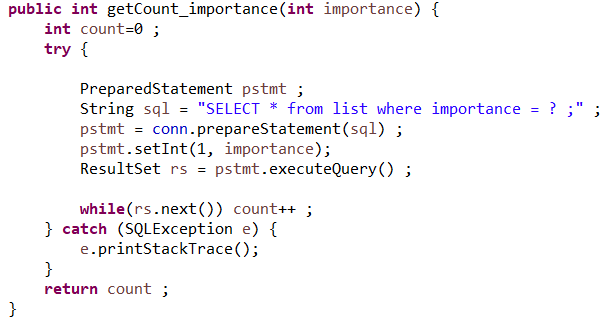 public int getCount_importance(int importance) {
    int count=0 ;
    try {

        PreparedStatement pstmt ;
        String sql = "SELECT * from list where importance = ? ;" ;
        pstmt = conn.prepareStatement(sql) ;
        pstmt.setInt(1, importance);
        ResultSet rs = pstmt.executeQuery() ;

        while(rs.next()) count++ ;
    } catch (SQLException e) {
        e.printStackTrace();
    }
    return count ;
}